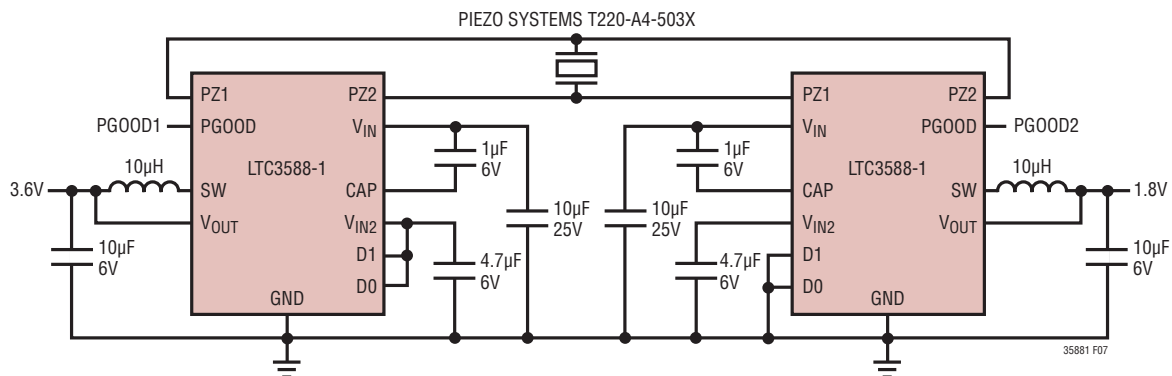 PIEZO SYSTEMS T220-A4-503X
PZ1
PZ2
PGOOD1
PGOOD
VIN
1µF
6V
LTC3588-1
10µH
3.6V
SW
CAP
VOUT
VIN2
10µF
25V
10µF
6V
D1
4.7µF
6V
D0
GND
PZ1
PZ2
VIN
PGOOD
PGOOD2
1µF
6V
LTC3588-1
10µH
CAP
SW
1.8V
10µF
25V
VIN2
VOUT
4.7µF
6V
D1
10µF
6V
D0
GND
35881 F07